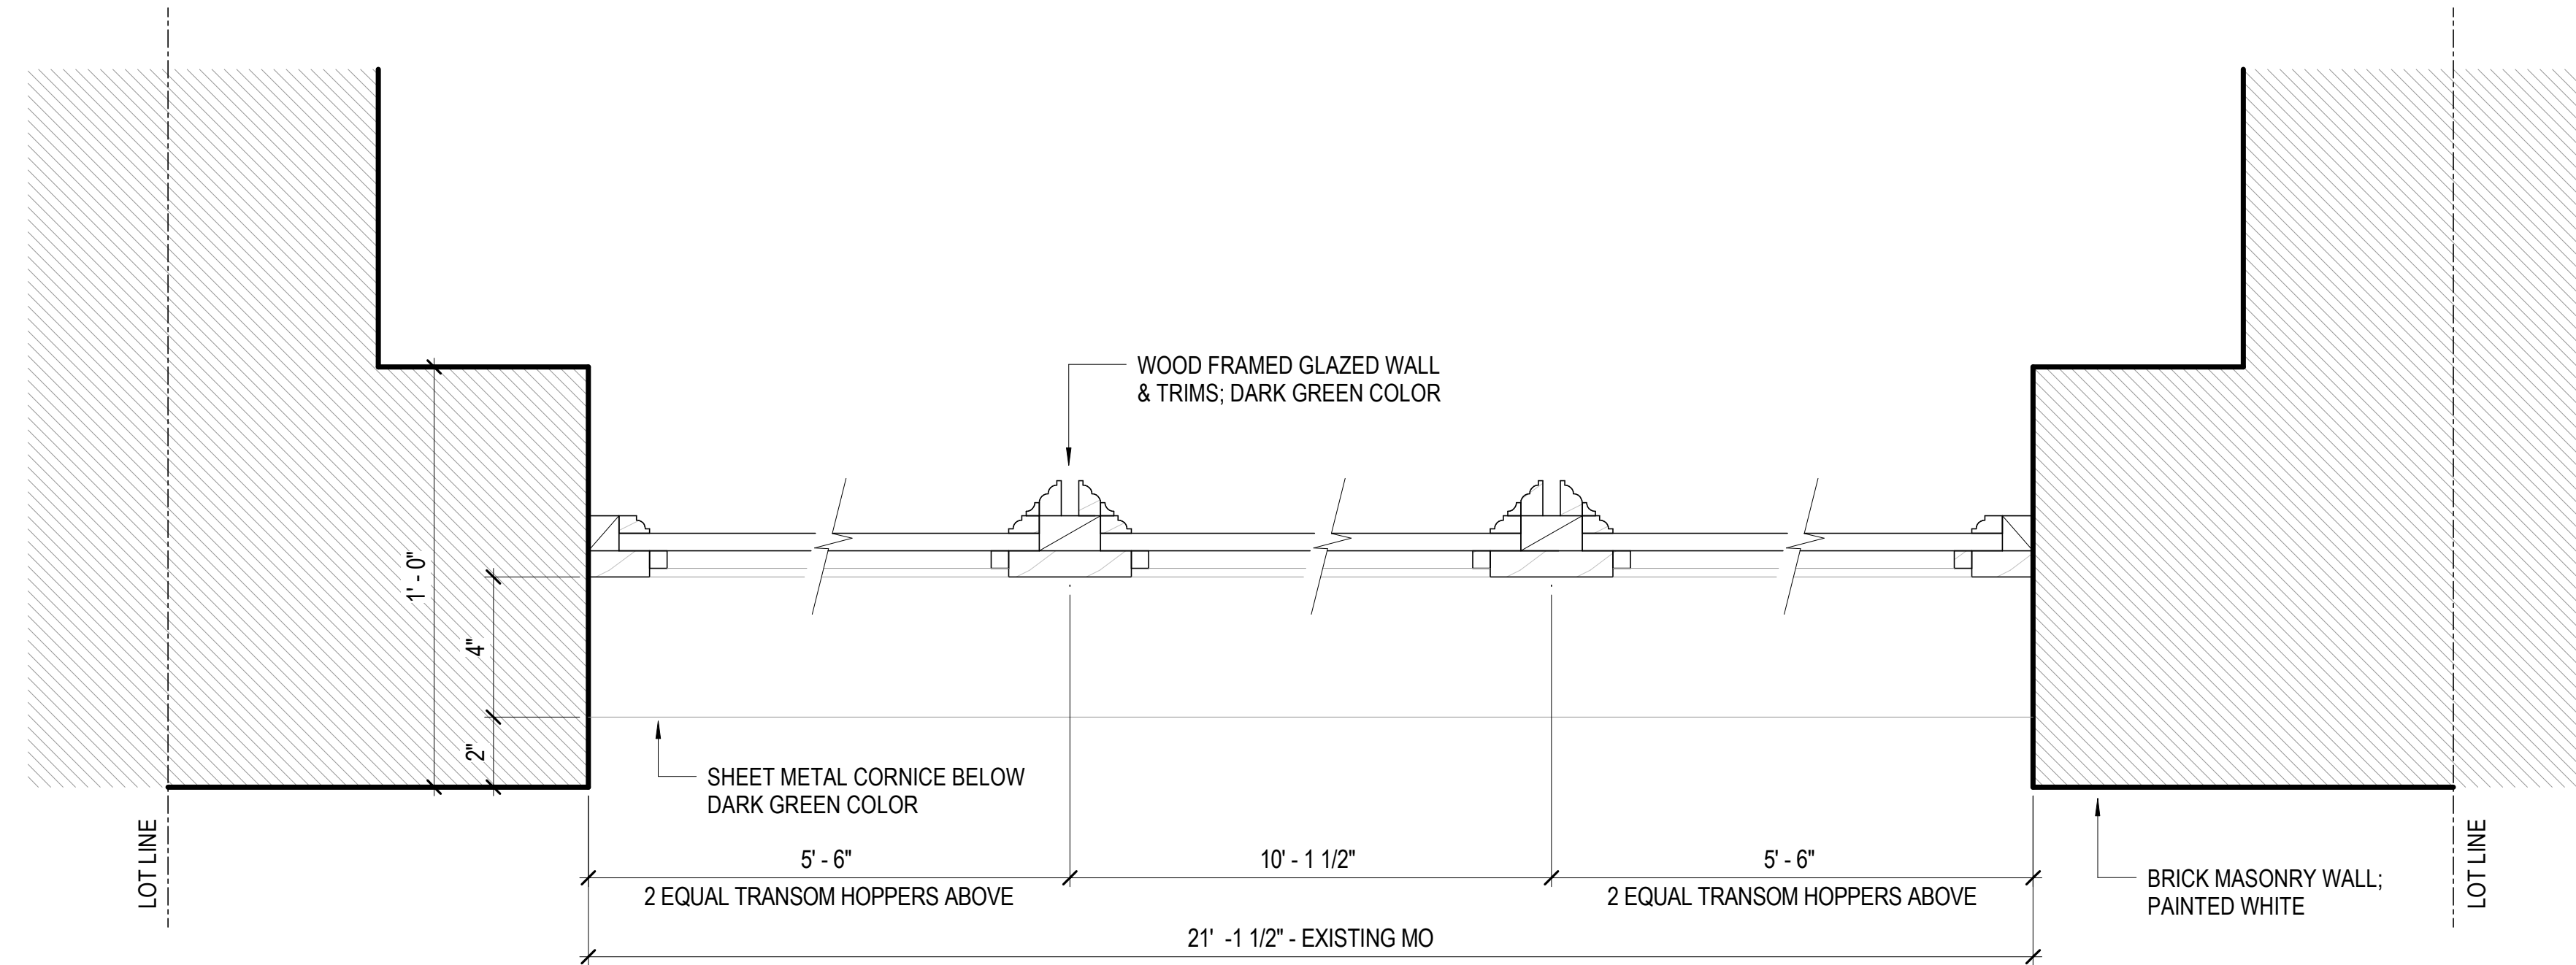 WOOD FRAMED GLAZED WALL
& TRIMS; DARK GREEN COLOR
1' - 0"
4"
2"
SHEET METAL CORNICE BELOW
DARK GREEN COLOR
LOT LINE
5' - 6"
10' - 1 1/2"
5' - 6"
2 EQUAL TRANSOM HOPPERS ABOVE
2 EQUAL TRANSOM HOPPERS ABOVE
21' -1 1/2" - EXISTING MO
BRICK MASONRY WALL;
PAINTED WHITE
LOT LINE